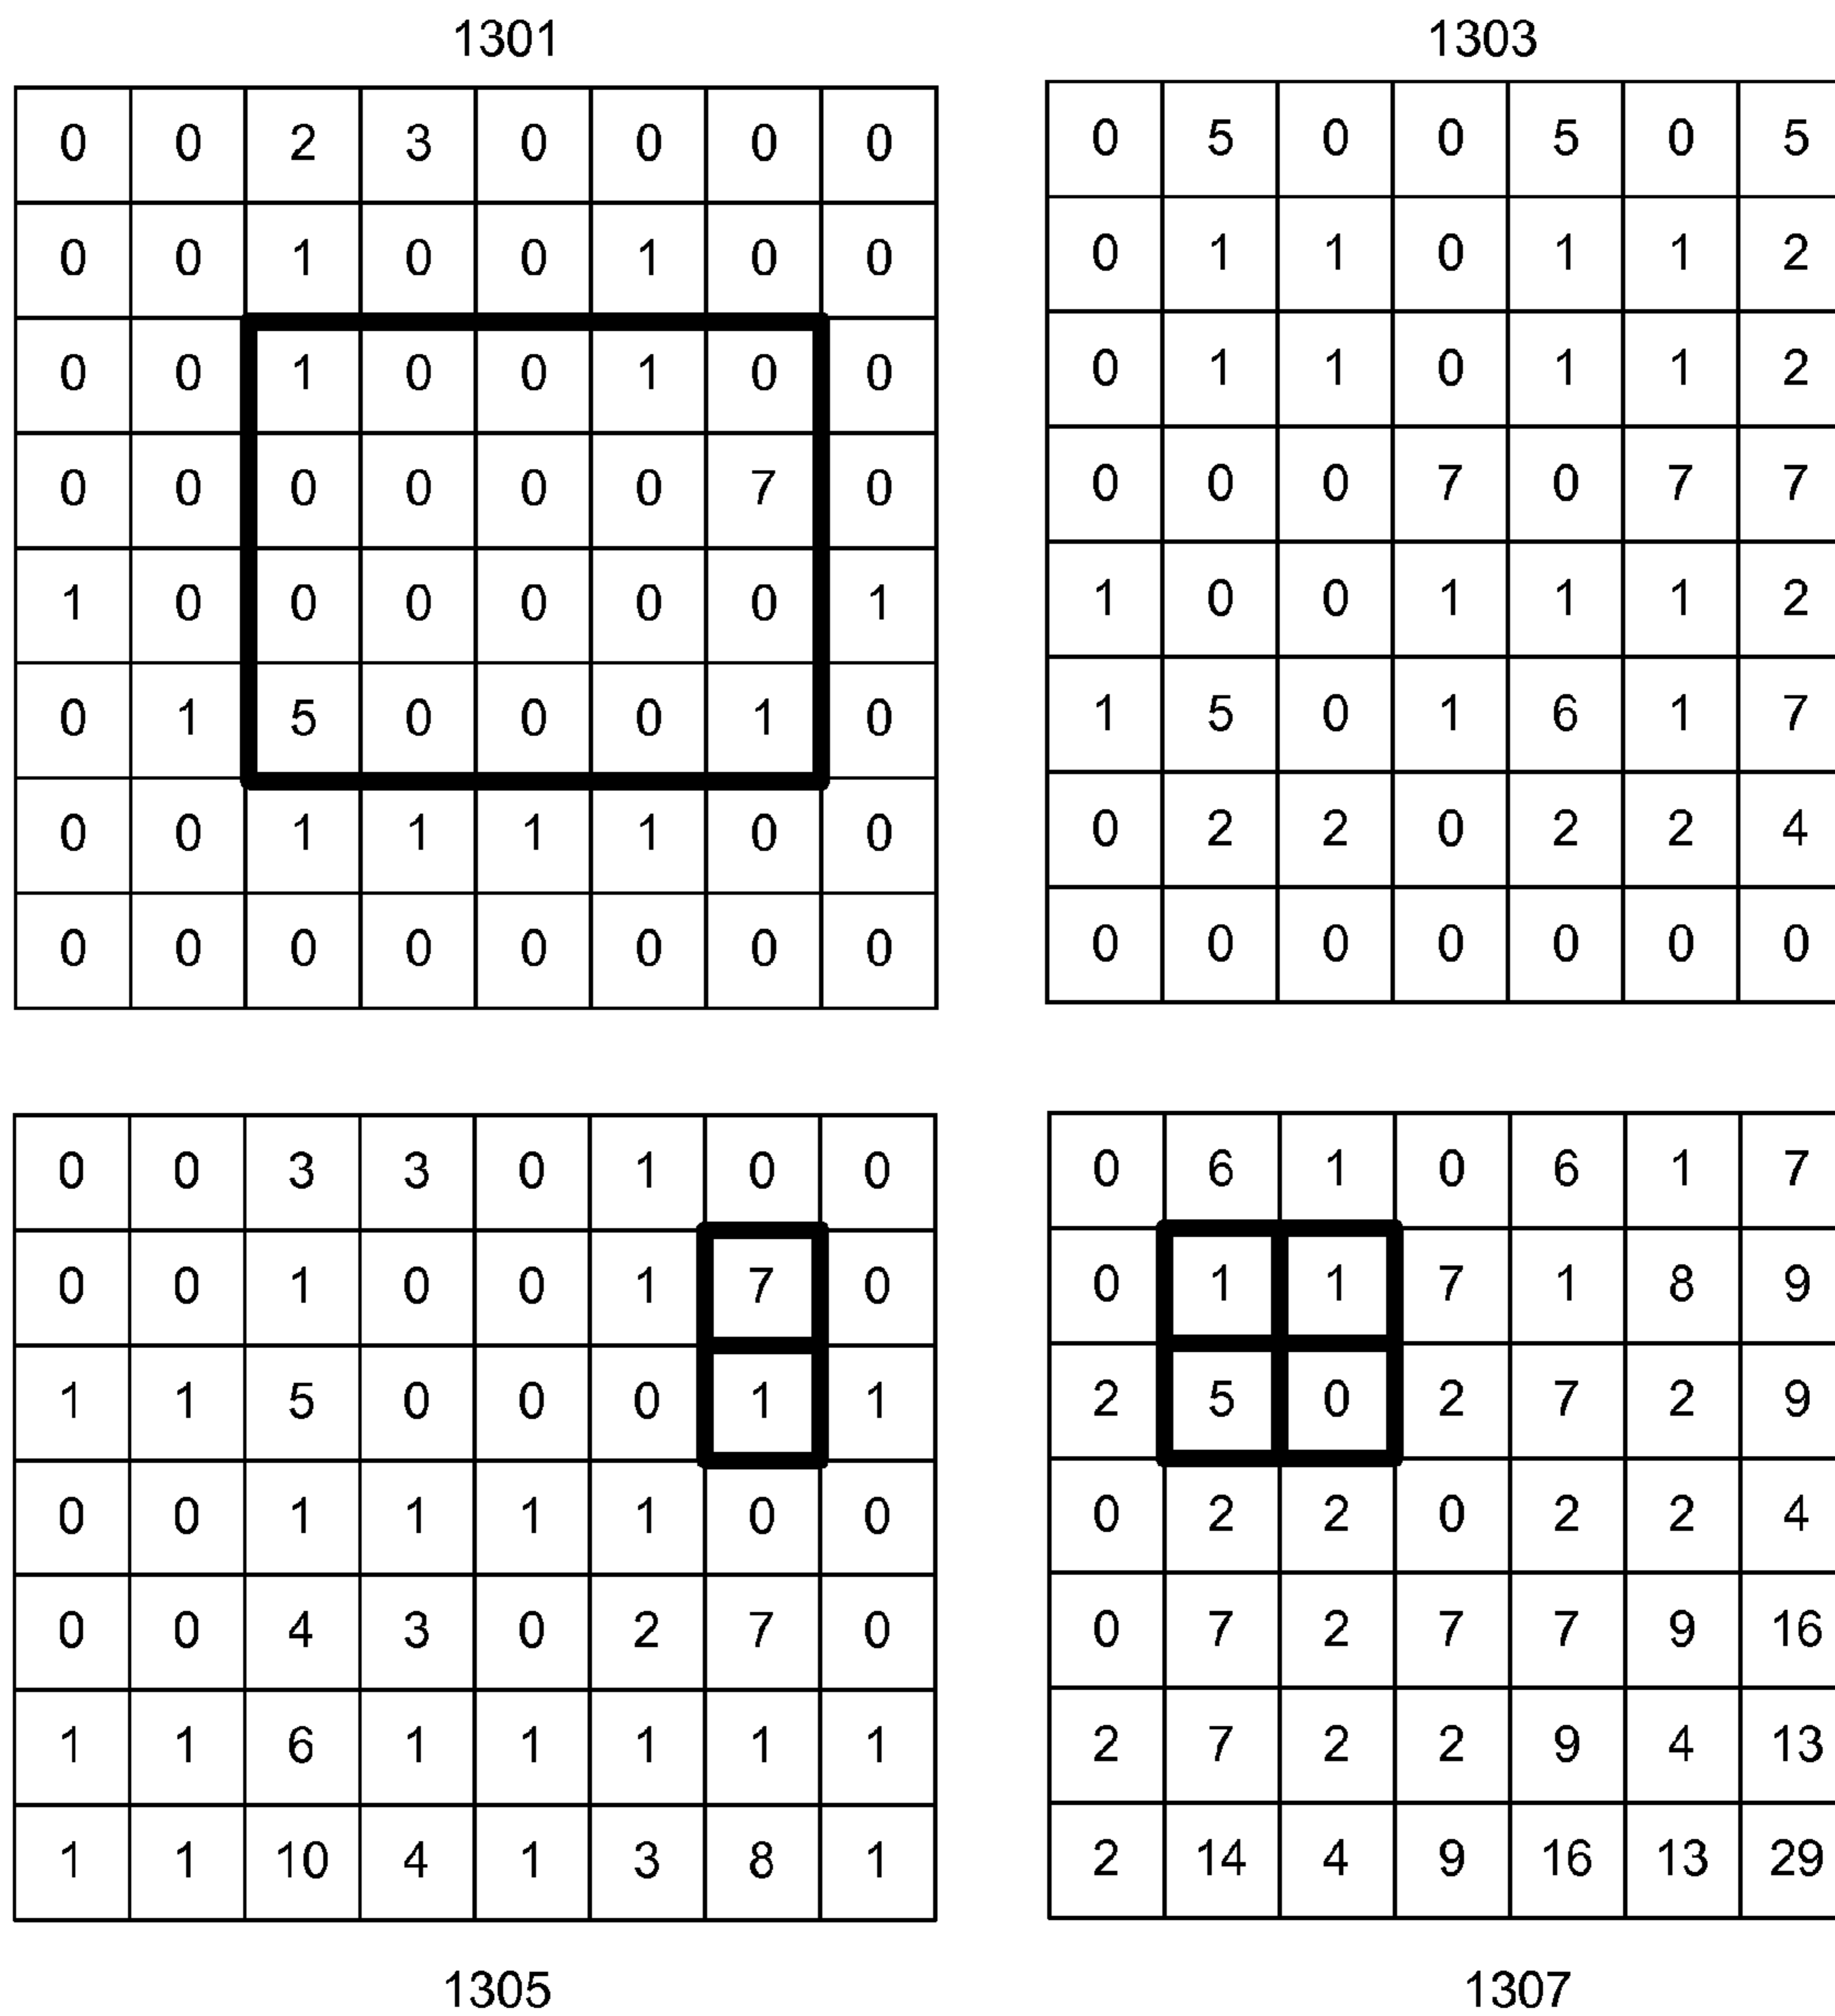 1301
0 0 2 3 0 0 0 0
0 0 1 0 0 1 0 0
0 0 1 0 0 1 0 0
0 0 0 0 0 0 7 0
1 0 0 0 0 0 0 1
0 1 5 0 0 0 1 0
0 0 1 1 1 1 0 0
0 0 0 0 0 0 0 0
1303
0 5 0 0 5 0 5
0 1 1 0 1 1 2
0 1 1 0 1 1 2
0 0 0 7 0 7 7
1 0 0 1 1 1 2
1 5 0 1 6 1 7
0 2 2 0 2 2 4
0 0 0 0 0 0 0
0 0 3 3 0 1 0 0
0 0 1 0 0 1 7 0
1 1 5 0 0 0 1 1
0 0 1 1 1 1 0 0
0 0 4 3 0 2 7 0
1 1 6 1 1 1 1 1
1 1 10 4 1 3 8 1
1305
0 6 1 0 6 1 7
0 1 1 7 1 8 9
2 5 0 2 7 2 9
0 2 2 0 2 2 4
0 7 2 7 7 9 16
2 7 2 2 9 4 13
2 14 4 9 16 13 29
1307